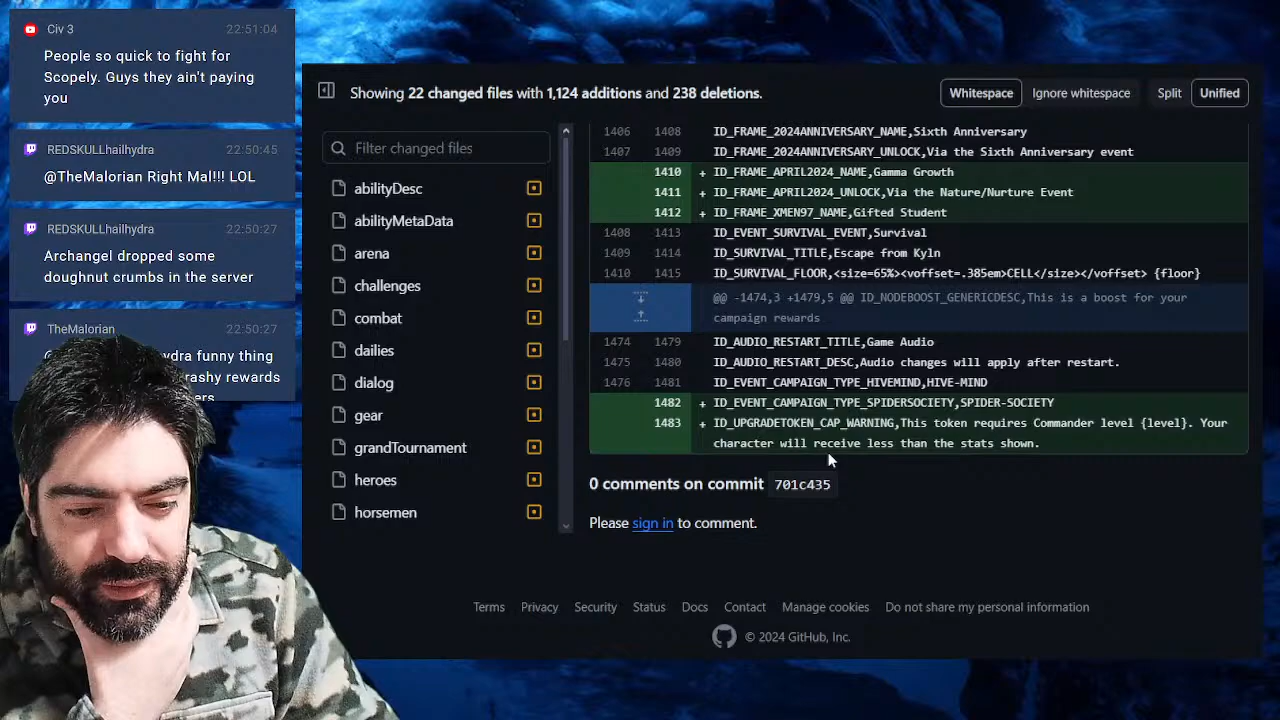 Civ 3 22:51:04
People so quick to fight for
Scopely. Guys they ain't paying
you
REDSKULLhailhydra 22:50:45
@TheMalorian Right Mal!!! LOL
REDSKULLhailhydra 22:50:27
Archangel dropped some
doughnut crumbs in the server
TheMalorian 22:50:27
ydra funny thing
rashy rewards
Showing 22 changed files with 1,124 additions and 238 deletions.
Whitespace Ignore whitespace Split Unified
Filter changed files
abilityDesc
abilityMetaData
arena
challenges
combat
dailies
dialog
gear
grandTournament
heroes
horsemen
1406 1408 ID_FRAME_2024ANNIVERSARY_NAME,Sixth Anniversary
1407 1409 ID_FRAME_2024ANNIVERSARY_UNLOCK,Via the Sixth Anniversary event
1410 + ID_FRAME_APRIL2024_NAME,Gamma Growth
1411 + ID_FRAME_APRIL2024_UNLOCK,Via the Nature/Nurture Event
1412 + ID_FRAME_XMEN97_NAME,Gifted Student
1408 1413 ID_EVENT_SURVIVAL_EVENT,Survival
1409 1414 ID_SURVIVAL_TITLE,Escape from Kyln
1410 1415 ID_SURVIVAL_FLOOR,<size=65%><voffset=.385em>CELL</size></voffset> {floor}
@@ -1474,3 +1479,5 @@ ID_NODEBOOST_GENERICDESC,This is a boost for your
campaign rewards
1474 1479 ID_AUDIO_RESTART_TITLE,Game Audio
1475 1480 ID_AUDIO_RESTART_DESC,Audio changes will apply after restart.
1476 1481 ID_EVENT_CAMPAIGN_TYPE_HIVEMIND,HIVE-MIND
1482 + ID_EVENT_CAMPAIGN_TYPE_SPIDERSOCIETY,SPIDER-SOCIETY
1483 + ID_UPGRADETOKEN_CAP_WARNING,This token requires Commander level {level}. Your
character will receive less than the stats shown.
0 comments on commit 701c435
Please sign in to comment.
Terms Privacy Security Status Docs Contact Manage cookies Do not share my personal information
© 2024 GitHub, Inc.